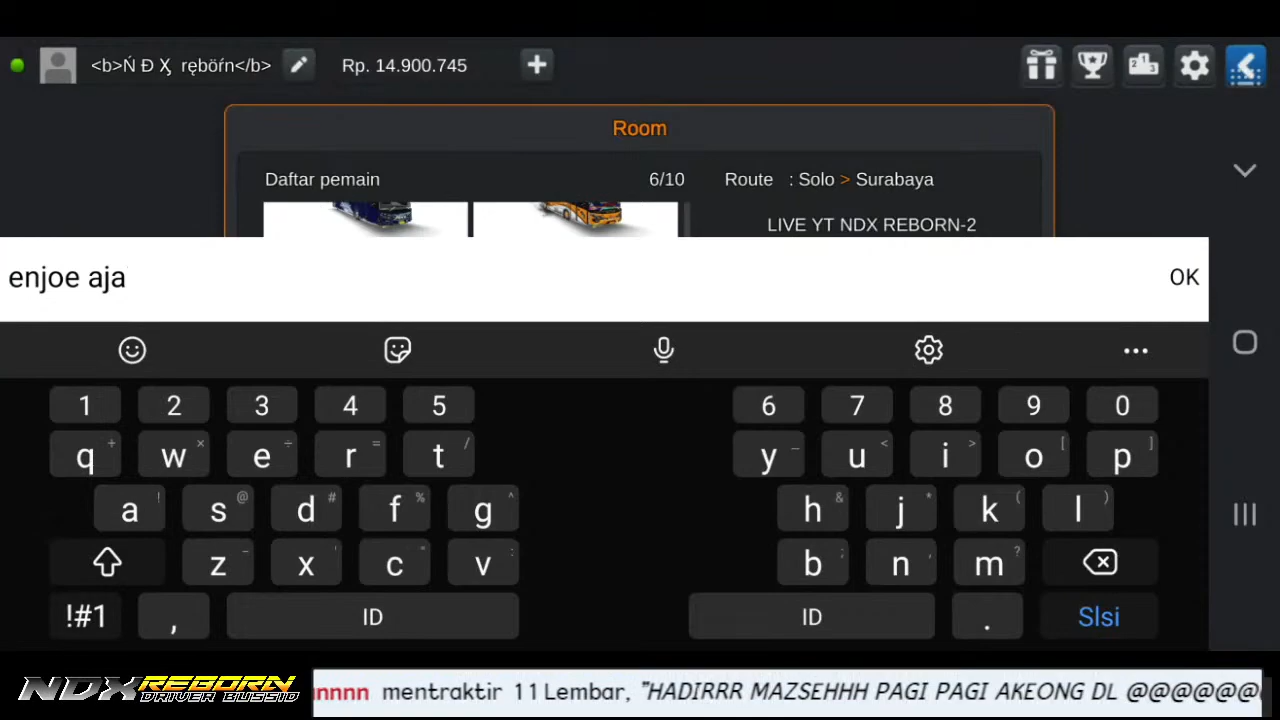 <b>Ń Đ Ҳ ręböŕn</b>
Rp. 14.900.745
Room
Daftar pemain
6/10
Route : Solo > Surabaya
LIVE YT NDX REBORN-2
enjoe aja
OK
1 2 3 4 5 6 7 8 9 0
q w e r t y u i o p
a s d f g h j k l
z x c v b n m
!#1 , ID ID . Slsi
NDX REBORN
DRIVER BUSSID
nnnn mentraktir 11 Lembar, "HADIRRR MAZSEHHH PAGI PAGI AKEONG DL @@@@@@